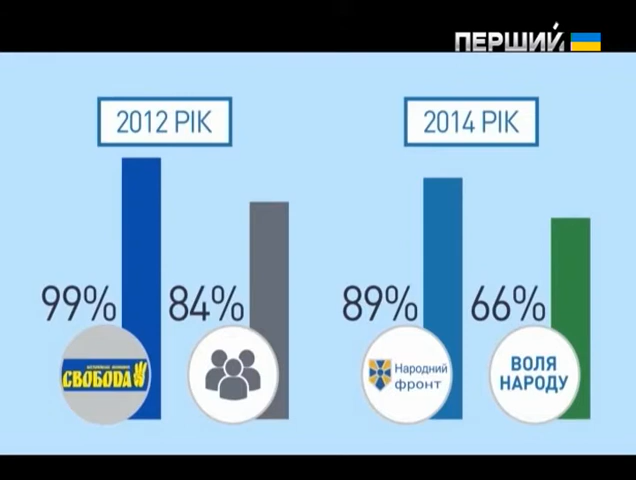 ПЕРШИЙ
2012 РІК
2014 РІК
99%
84%
89%
66%
СВОБОДА
Народний
фронт
ВОЛЯ
НАРОДУ